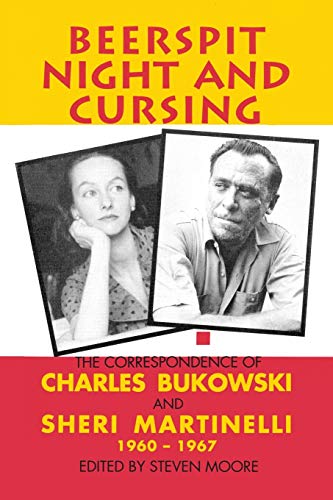 BEERSPIT
NIGHT AND
CURSING
THE CORRESPONDENCE OF
CHARLES BUKOWSKI
AND
SHERI MARTINELLI
1960 – 1967
EDITED BY STEVEN MOORE